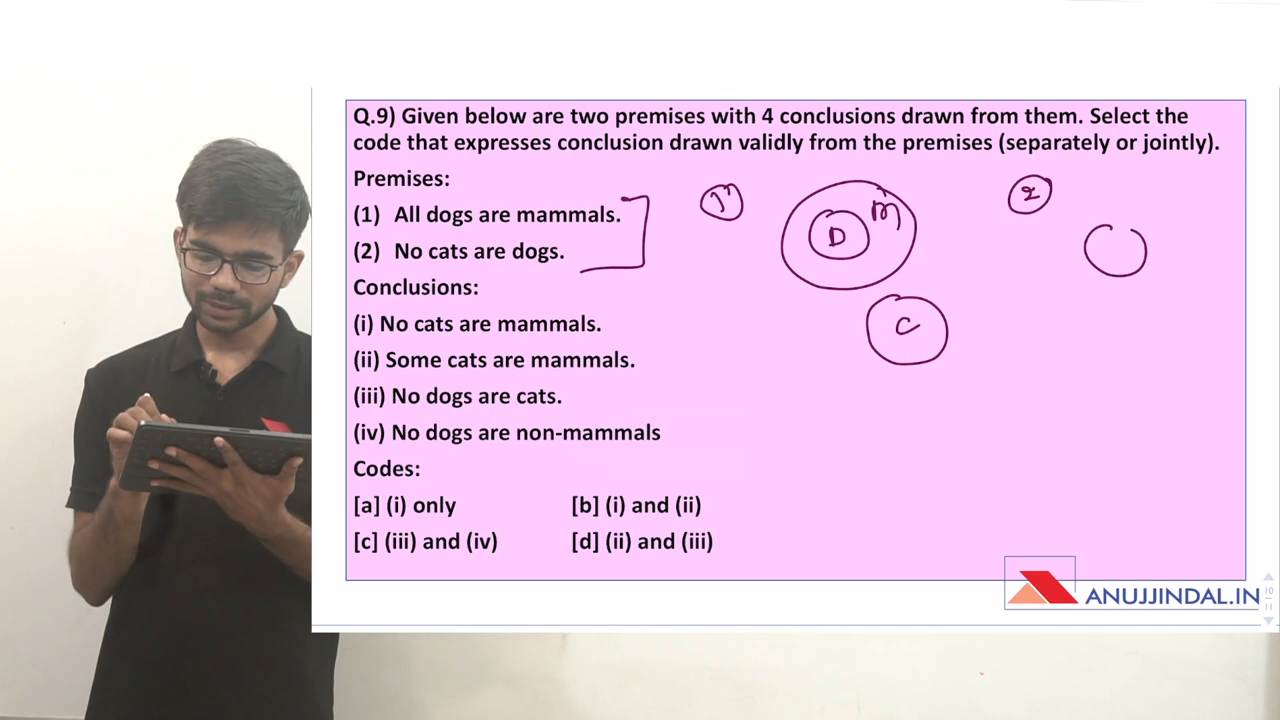 Q.9) Given below are two premises with 4 conclusions drawn from them. Select the
code that expresses conclusion drawn validly from the premises (separately or jointly).
Premises:
(1) All dogs are mammals.
(2) No cats are dogs.
Conclusions:
(i) No cats are mammals.
(ii) Some cats are mammals.
(iii) No dogs are cats.
(iv) No dogs are non-mammals
Codes:
[a] (i) only [b] (i) and (ii)
[c] (iii) and (iv) [d] (ii) and (iii)
D
m
2
C
ANUJJINDAL.IN
10
11